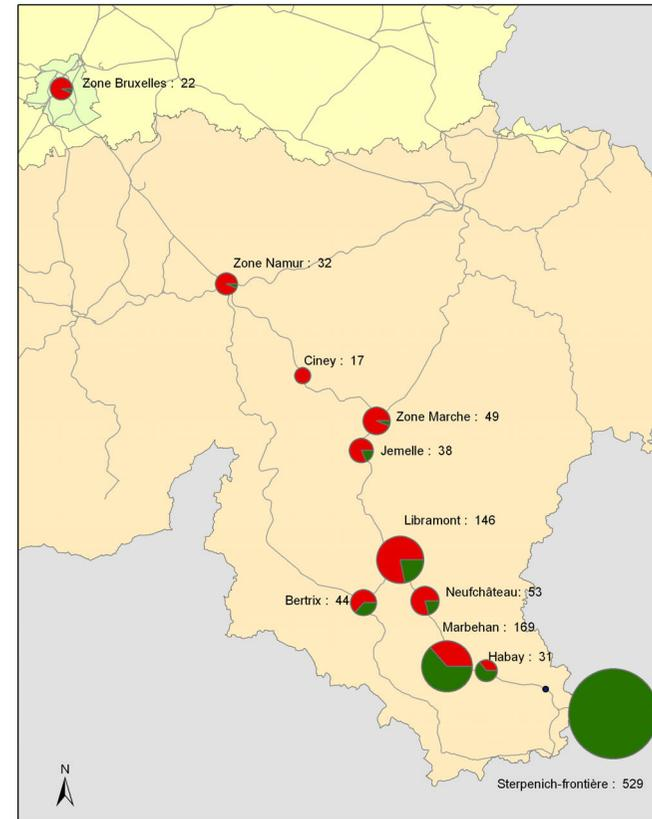 Zone Bruxelles : 22
Zone Namur : 32
Ciney : 17
Zone Marche : 49
Jemelle : 38
Libramont : 146
Bertrix : 44
Neufchâteau: 53
Marbehan : 169
Habay : 31
N
Sterpenich-frontière : 529